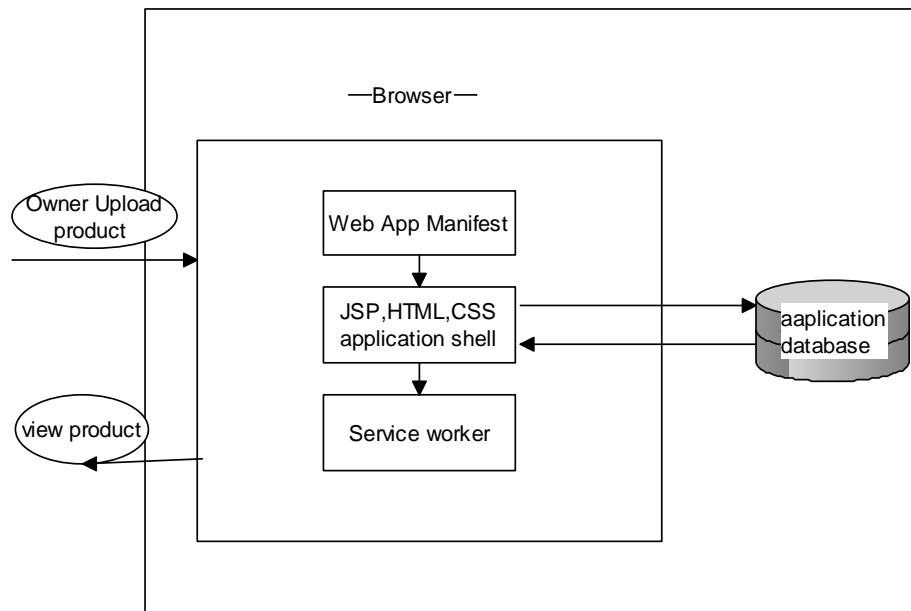 Browser
Owner Upload
product
Web App Manifest
JSP,HTML,CSS
application shell
aaplication
database
view product
Service worker